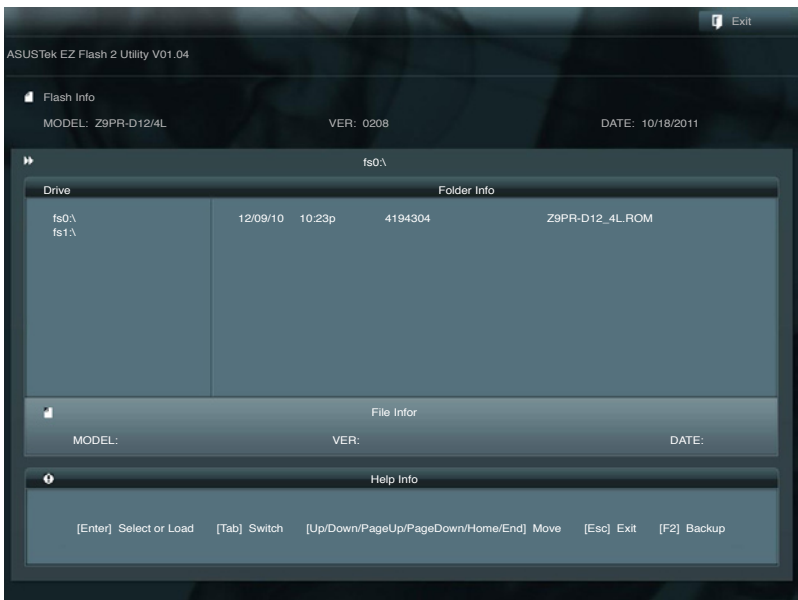 Exit
ASUSTek EZ Flash 2 Utility V01.04
Flash Info
MODEL: Z9PR-D12/4L VER: 0208 DATE: 10/18/2011
fs0:\
Drive Folder Info
fs0:\ 12/09/10 10:23p 4194304 Z9PR-D12_4L.ROM
fs1:\
File Infor
MODEL: VER: DATE:
Help Info
[Enter] Select or Load [Tab] Switch [Up/Down/PageUp/PageDown/Home/End] Move [Esc] Exit [F2] Backup